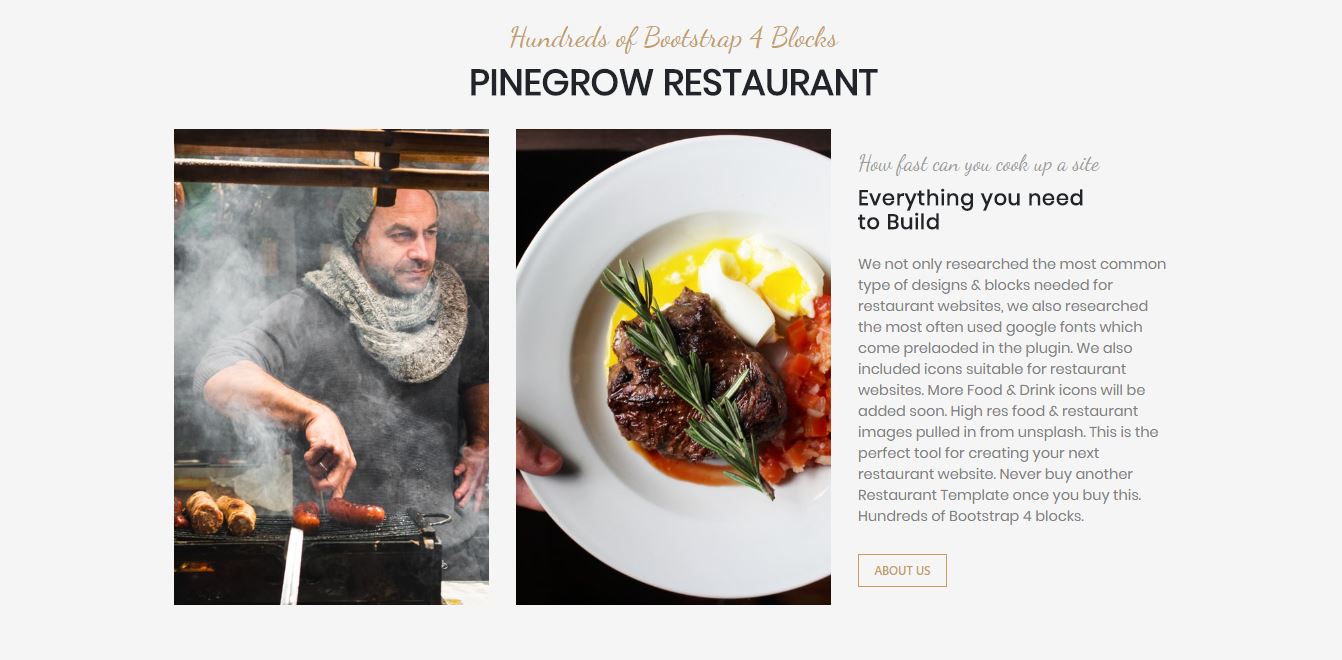 Hundreds of Bootstrap 4 Blocks
PINEGROW RESTAURANT
How fast can you cook up a site
Everything you need
to Build
We not only researched the most common
type of designs & blocks needed for
restaurant websites, we also researched
the most often used google fonts which
come prelaoded in the plugin. We also
included icons suitable for restaurant
websites. More Food & Drink icons will be
added soon. High res food & restaurant
images pulled in from unsplash. This is the
perfect tool for creating your next
restaurant website. Never buy another
Restaurant Template once you buy this.
Hundreds of Bootstrap 4 blocks.
ABOUT US